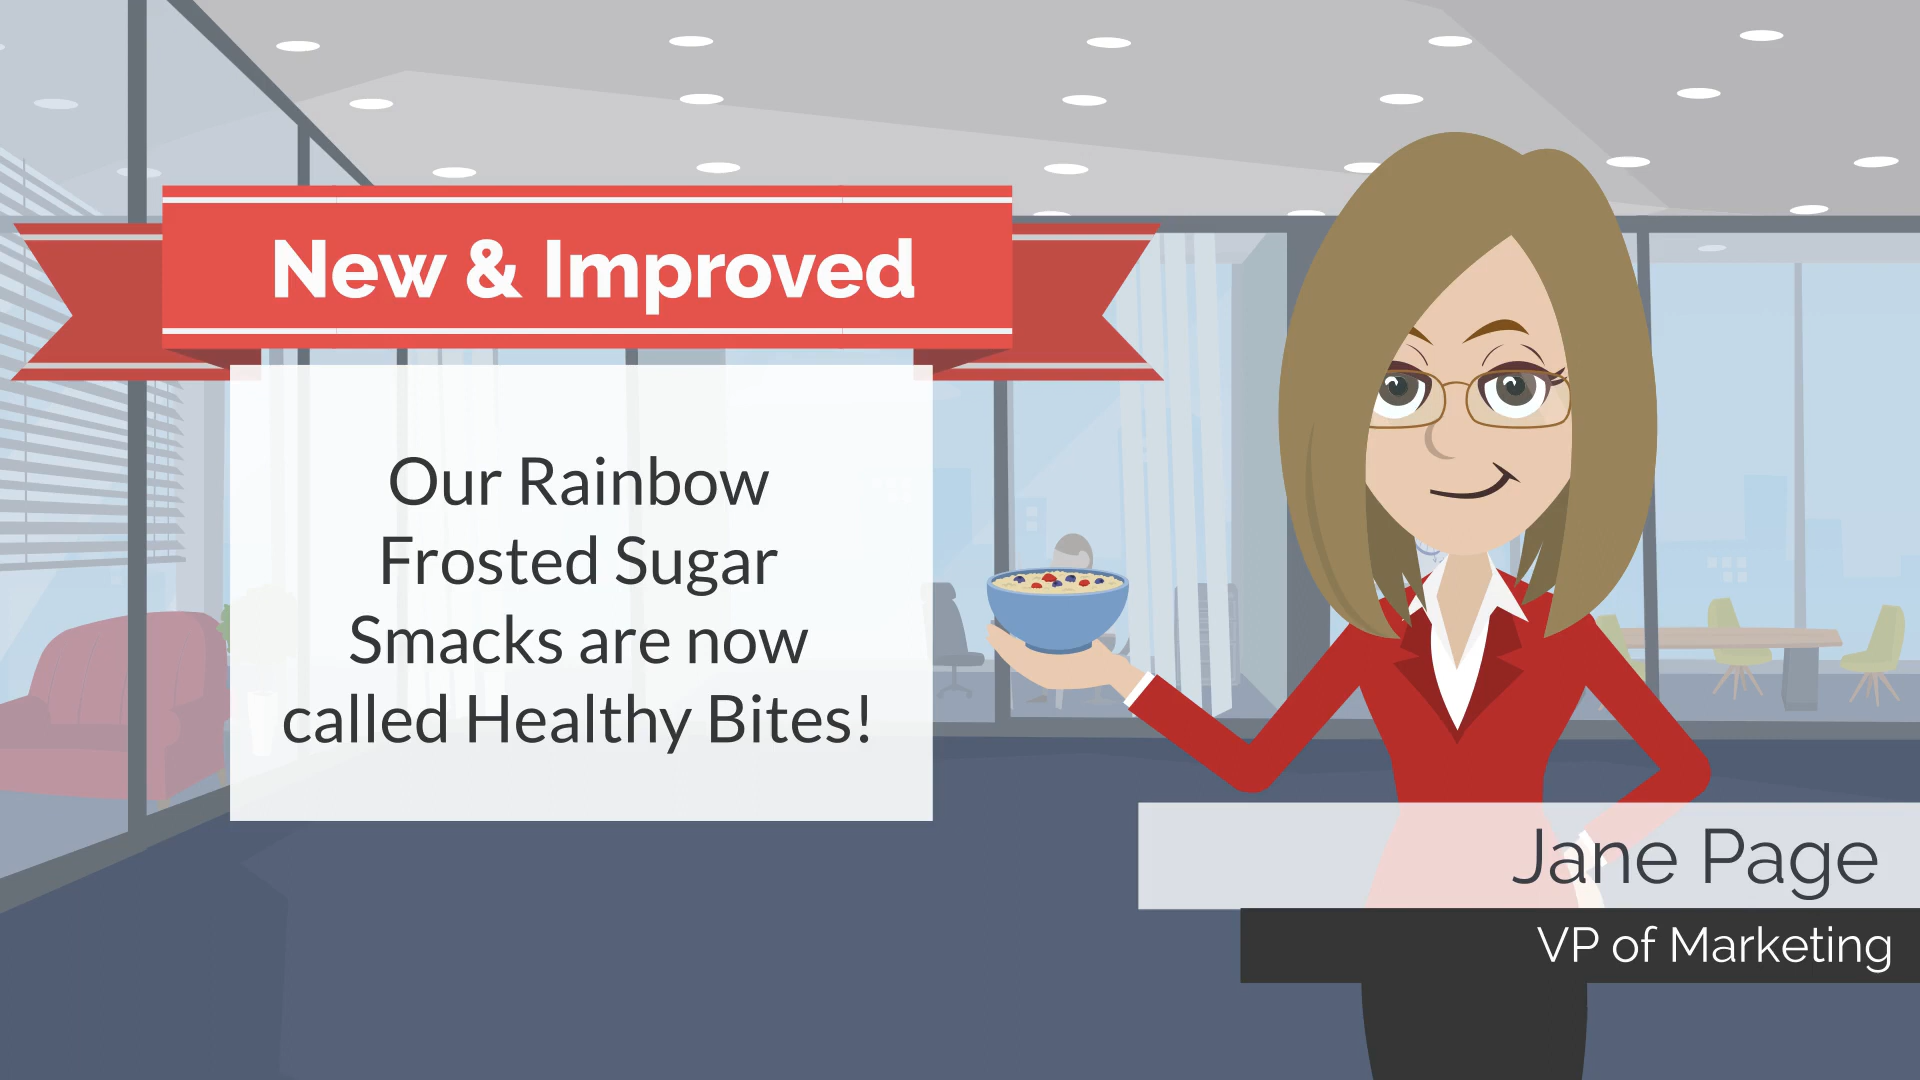 New & Improved
Our Rainbow
Frosted Sugar
Smacks are now
called Healthy Bites!
Jane Page
VP of Marketing